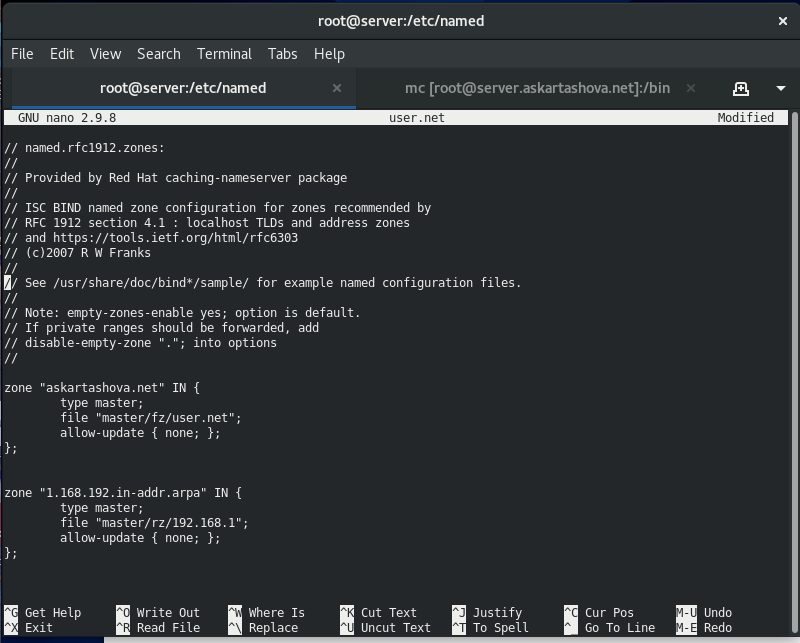 root@server:/etc/named
File Edit View Search Terminal Tabs Help
root@server:/etc/named × mc [root@server.askartashova.net]:/bin ×
GNU nano 2.9.8 user.net Modified
// named.rfc1912.zones:
//
// Provided by Red Hat caching-nameserver package
//
// ISC BIND named zone configuration for zones recommended by
// RFC 1912 section 4.1 : localhost TLDs and address zones
// and https://tools.ietf.org/html/rfc6303
// (c)2007 R W Franks
//
// See /usr/share/doc/bind*/sample/ for example named configuration files.
//
// Note: empty-zones-enable yes; option is default.
// If private ranges should be forwarded, add
// disable-empty-zone "."; into options
//
zone "askartashova.net" IN {
type master;
file "master/fz/user.net";
allow-update { none; };
};
zone "1.168.192.in-addr.arpa" IN {
type master;
file "master/rz/192.168.1";
allow-update { none; };
};
^G Get Help ^O Write Out ^W Where Is ^K Cut Text ^J Justify ^C Cur Pos M-U Undo
^X Exit ^R Read File ^\ Replace ^U Uncut Text ^T To Spell ^_ Go To Line M-E Redo